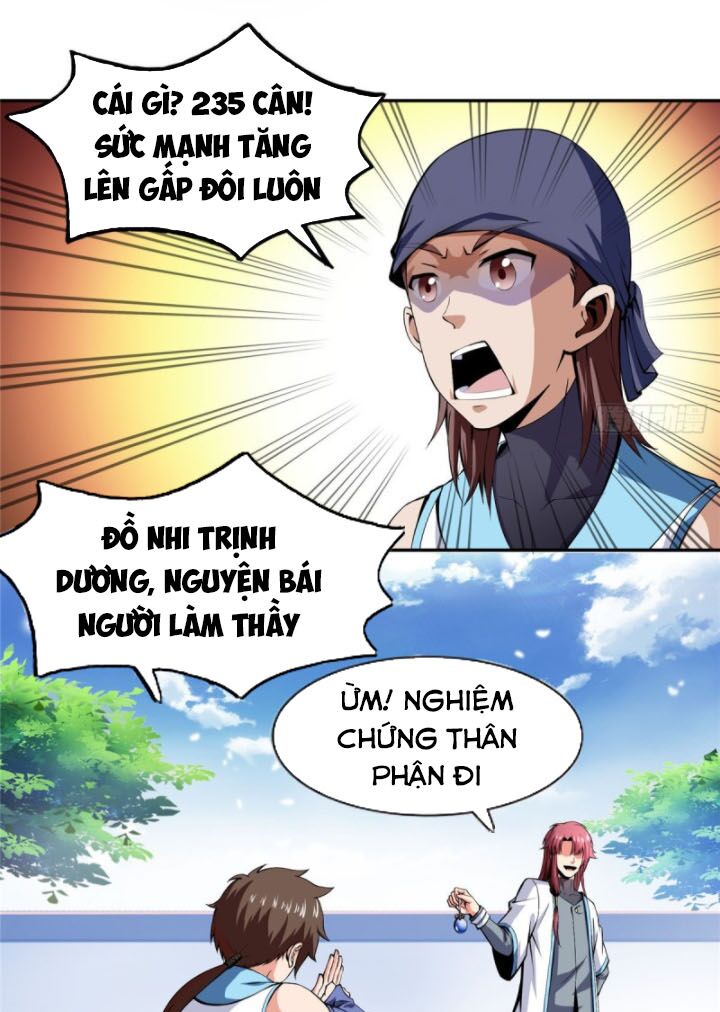 CÁI GÌ? 235 CÂN!
SỨC MẠNH TĂNG
LÊN GẤP ĐÔI LUÔN
ĐỒ NHI TRỊNH
DƯƠNG, NGUYỆN BÁI
NGƯỜI LÀM THẦY
ỪM! NGHIỆM
CHỨNG THÂN
PHẬN ĐI